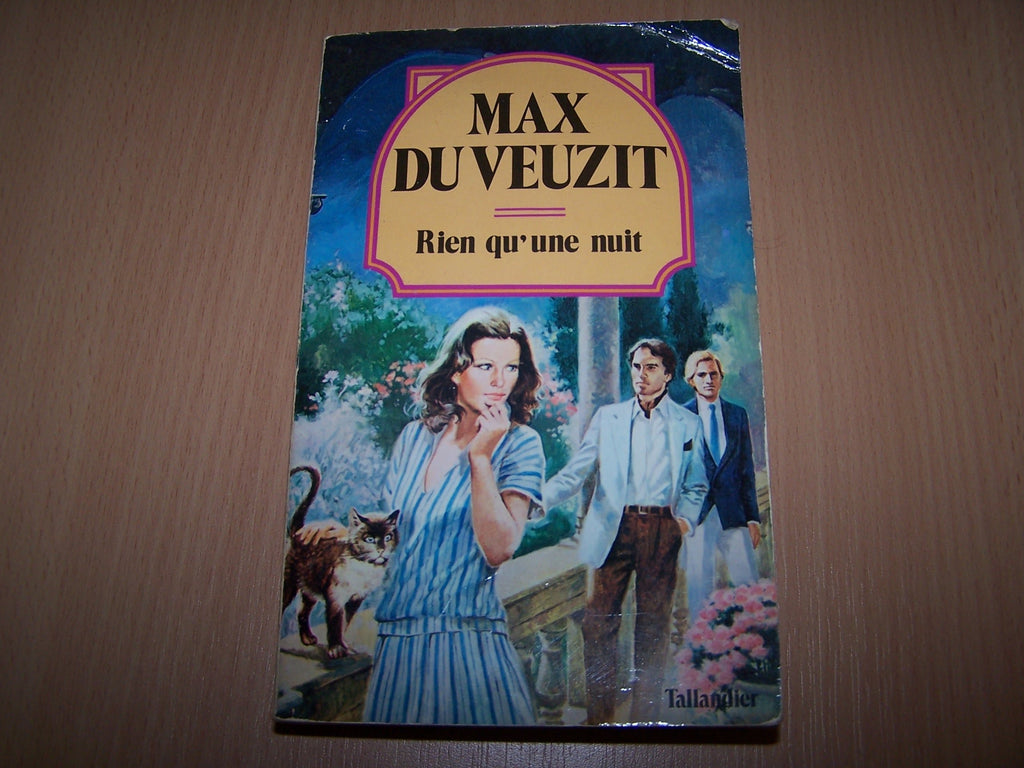 MAX
DU VEUZIT
Rien qu'une nuit
Tallandier